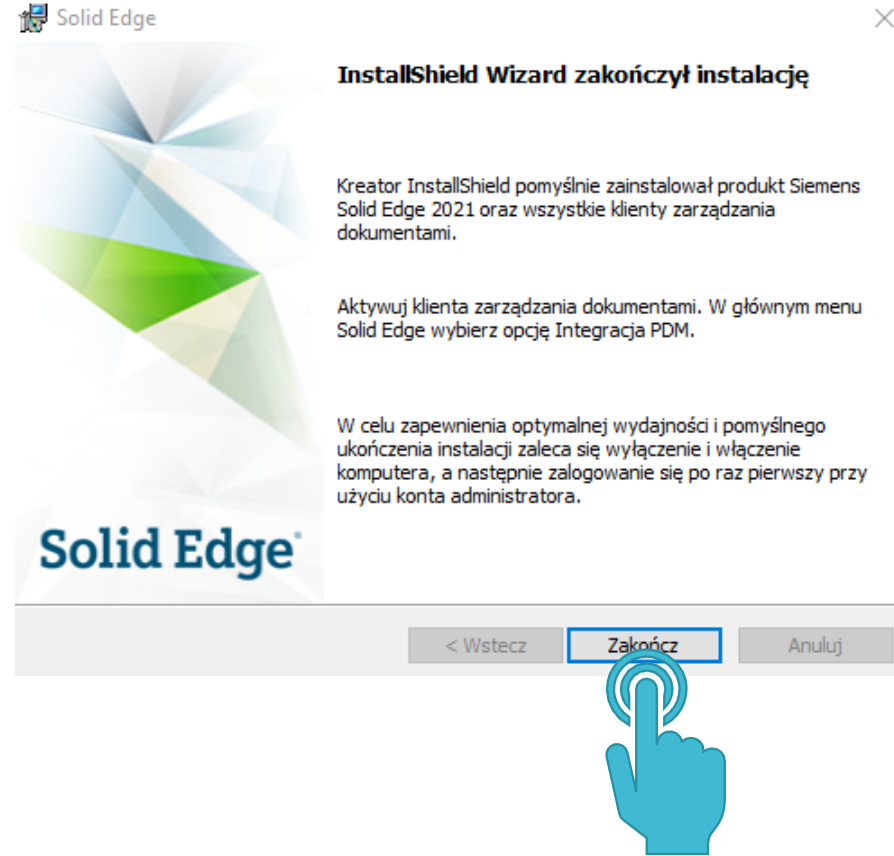 Solid Edge
InstallShield Wizard zakończył instalację
Kreator InstallShield pomyślnie zainstalował produkt Siemens
Solid Edge 2021 oraz wszystkie klienty zarządzania
dokumentami.
Aktywuj klienta zarządzania dokumentami. W głównym menu
Solid Edge wybierz opcję Integracja PDM.
W celu zapewnienia optymalnej wydajności i pomyślnego
ukończenia instalacji zaleca się wyłączenie i włączenie
komputera, a następnie zalogowanie się po raz pierwszy przy
użyciu konta administratora.
Solid Edge
< Wstecz Zakończ Anuluj